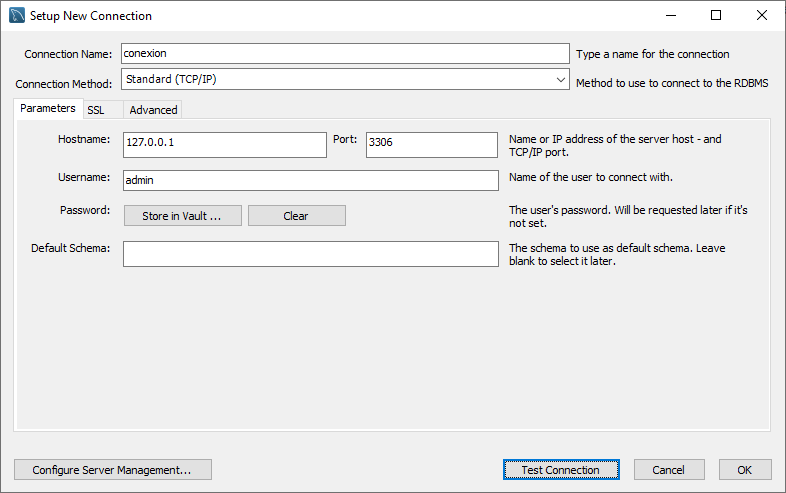 Setup New Connection
Connection Name: conexion Type a name for the connection
Connection Method: Standard (TCP/IP) Method to use to connect to the RDBMS
Parameters SSL Advanced
Hostname: 127.0.0.1 Port: 3306 Name or IP address of the server host - and
TCP/IP port.
Username: admin Name of the user to connect with.
Password: Store in Vault ... Clear The user's password. Will be requested later if it's
not set.
Default Schema: The schema to use as default schema. Leave
blank to select it later.
Configure Server Management... Test Connection Cancel OK